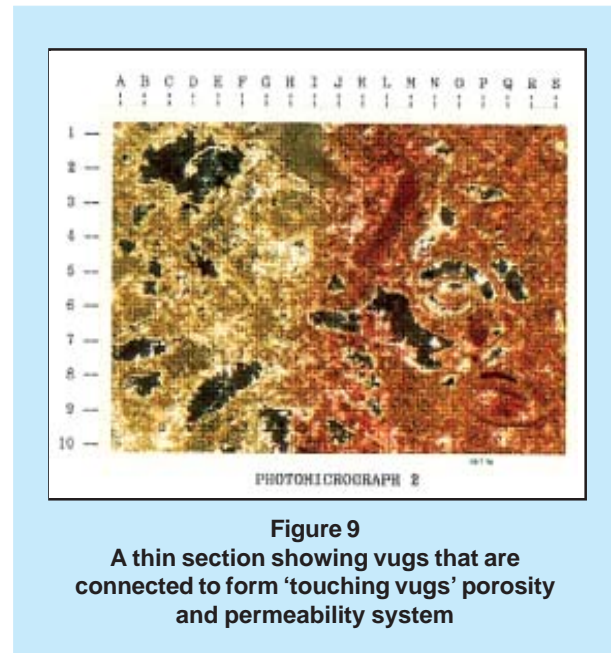 A B C D E F G H I J K L M N O P Q R S
1
2
3
4
5
6
7
8
9
10
PHOTOMICROGRAPH 2
Figure 9
A thin section showing vugs that are
connected to form ‘touching vugs’ porosity
and permeability system